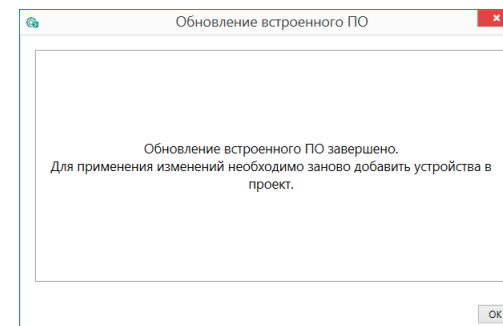 Обновление встроенного ПО
Обновление встроенного ПО завершено.
Для применения изменений необходимо заново добавить устройства в
проект.
OK